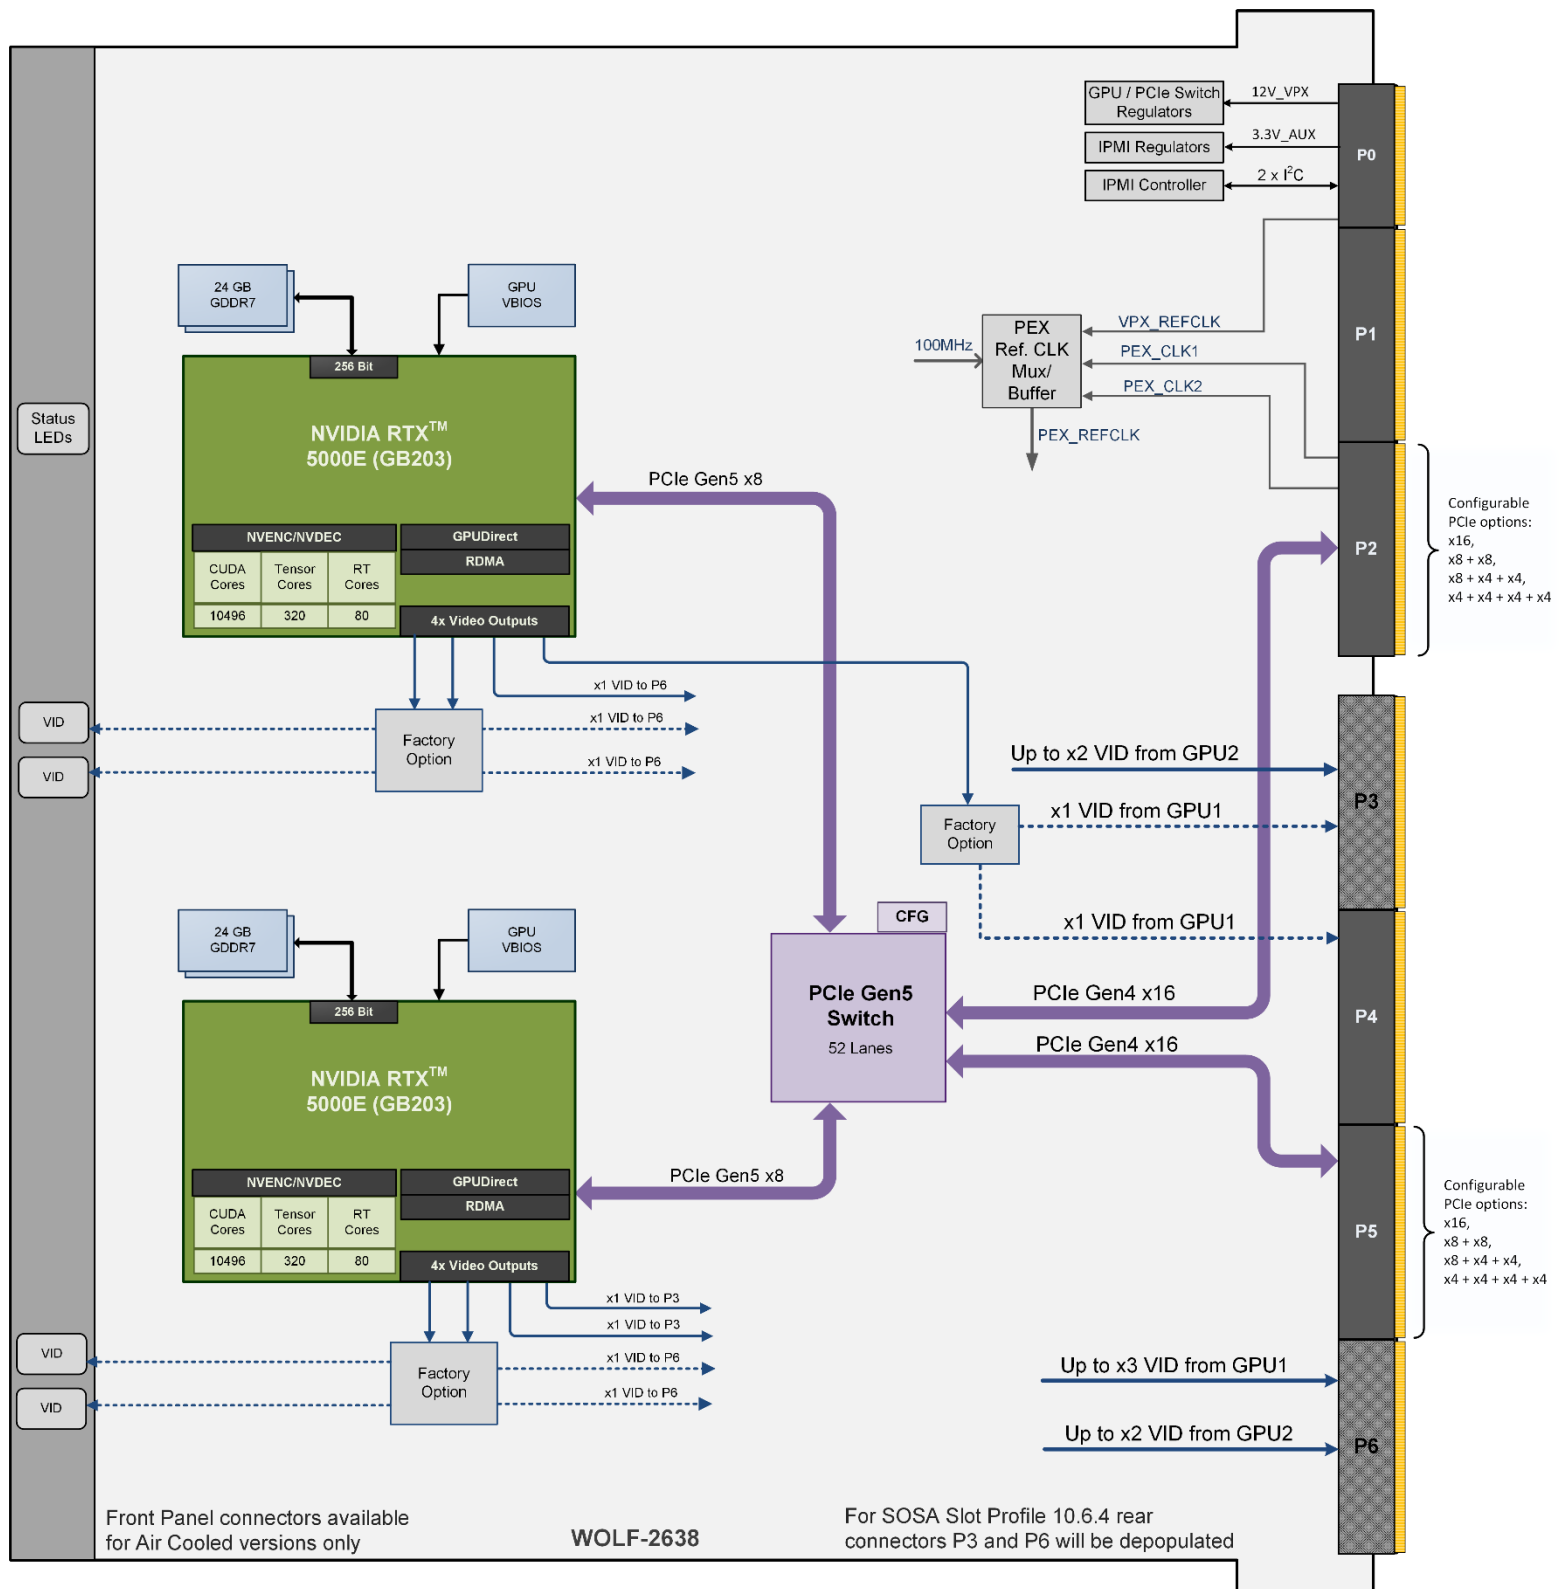 GPU / PCIe Switch
Regulators
12V_VPX
IPMI Regulators
3.3V_AUX
IPMI Controller
2 x I²C
P0
P1
24 GB
GDDR7
GPU
VBIOS
256 Bit
NVIDIA RTX™
5000E (GB203)
NVENC/NVDEC
CUDA
Cores
Tensor
Cores
RT
Cores
10496
320
80
GPUDirect
RDMA
4x Video Outputs
Status
LEDs
PCIe Gen5 x8
100MHz
PEX
Ref. CLK
Mux/
Buffer
VPX_REFCLK
PEX_CLK1
PEX_CLK2
PEX_REFCLK
P2
Configurable
PCIe options:
x16,
x8 + x8,
x8 + x4 + x4,
x4 + x4 + x4 + x4
VID
VID
Factory
Option
x1 VID to P6
x1 VID to P6
x1 VID to P6
Up to x2 VID from GPU2
x1 VID from GPU1
P3
Factory
Option
x1 VID from GPU1
CFG
PCIe Gen5
Switch
52 Lanes
PCIe Gen4 x16
PCIe Gen4 x16
P4
24 GB
GDDR7
GPU
VBIOS
256 Bit
NVIDIA RTX™
5000E (GB203)
NVENC/NVDEC
CUDA
Cores
Tensor
Cores
RT
Cores
10496
320
80
GPUDirect
RDMA
4x Video Outputs
PCIe Gen5 x8
P5
Configurable
PCIe options:
x16,
x8 + x8,
x8 + x4 + x4,
x4 + x4 + x4 + x4
VID
VID
Factory
Option
x1 VID to P3
x1 VID to P3
x1 VID to P6
x1 VID to P6
Up to x3 VID from GPU1
Up to x2 VID from GPU2
P6
Front Panel connectors available
for Air Cooled versions only
WOLF-2638
For SOSA Slot Profile 10.6.4 rear
connectors P3 and P6 will be depopulated